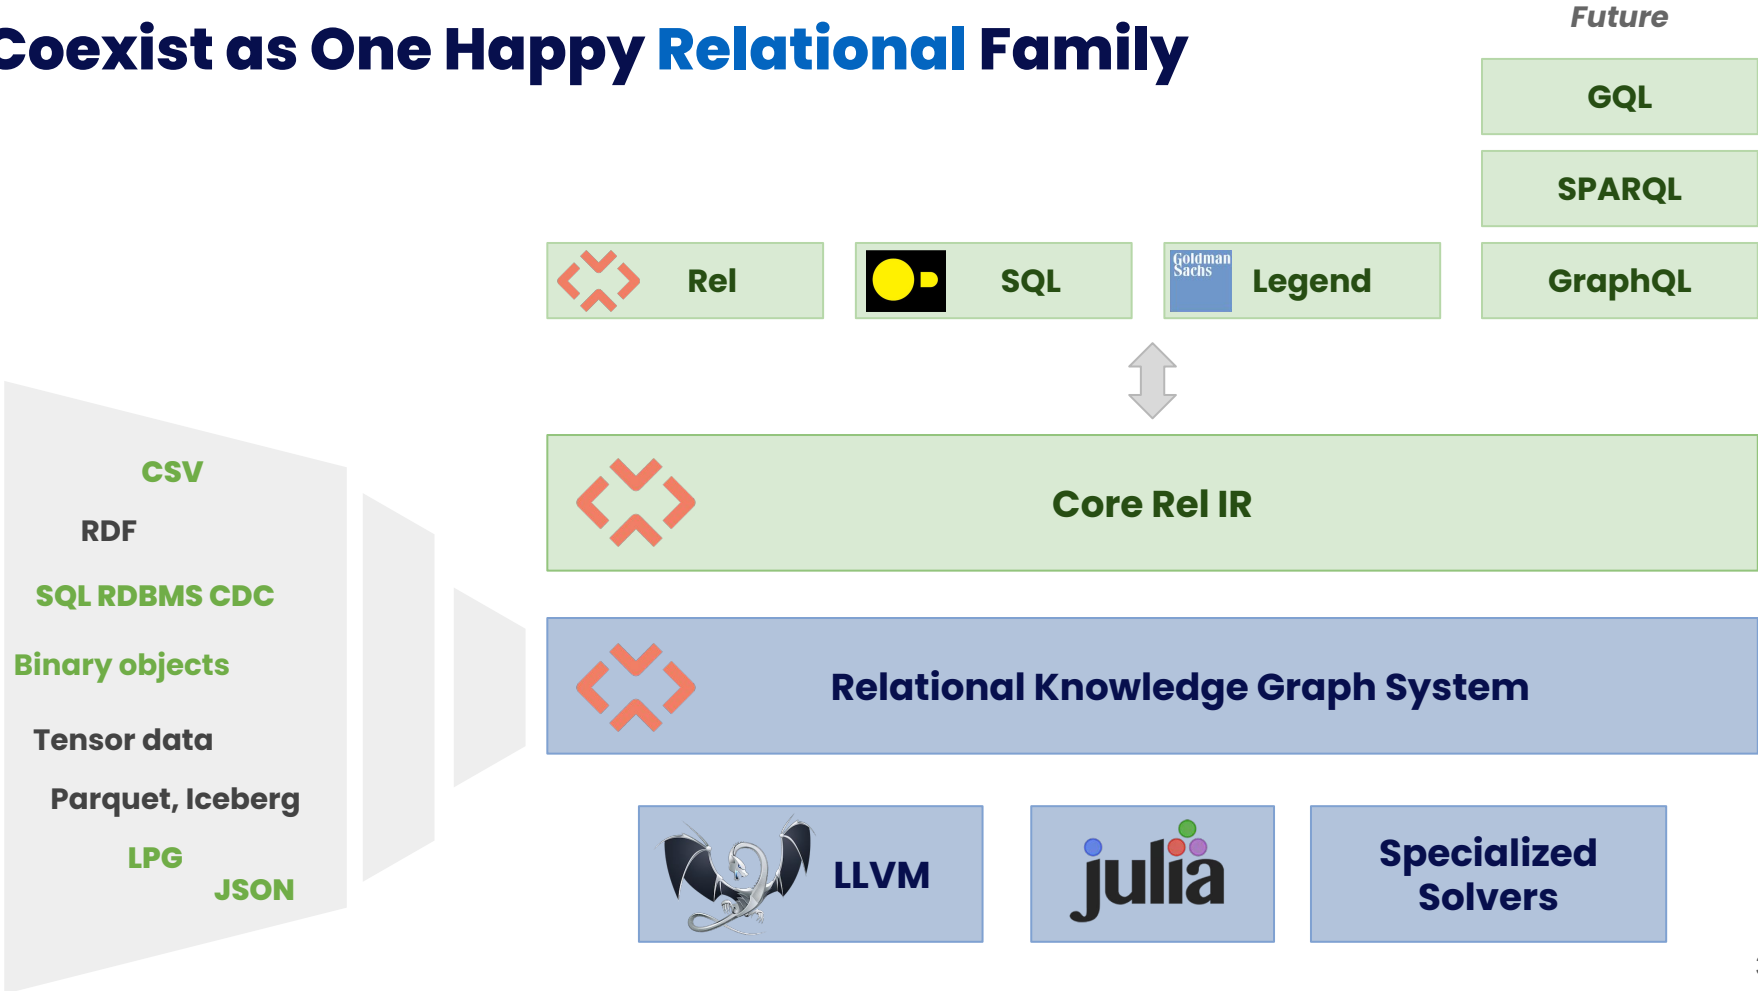 Coexist as One Happy Relational Family
Future
GQL
SPARQL
Rel
SQL
Goldman
Sachs
Legend
GraphQL
CSV
RDF
SQL RDBMS CDC
Binary objects
Tensor data
Parquet, Iceberg
LPG
JSON
Core Rel IR
Relational Knowledge Graph System
LLVM
julia
Specialized
Solvers